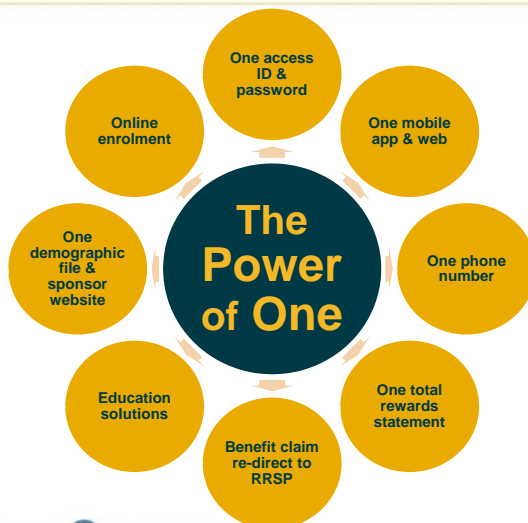 The
Power
of One
One access
ID &
password
One mobile
app & web
One phone
number
One total
rewards
statement
Benefit claim
re-direct to
RRSP
Education
solutions
One
demographic
file &
sponsor
website
Online
enrolment